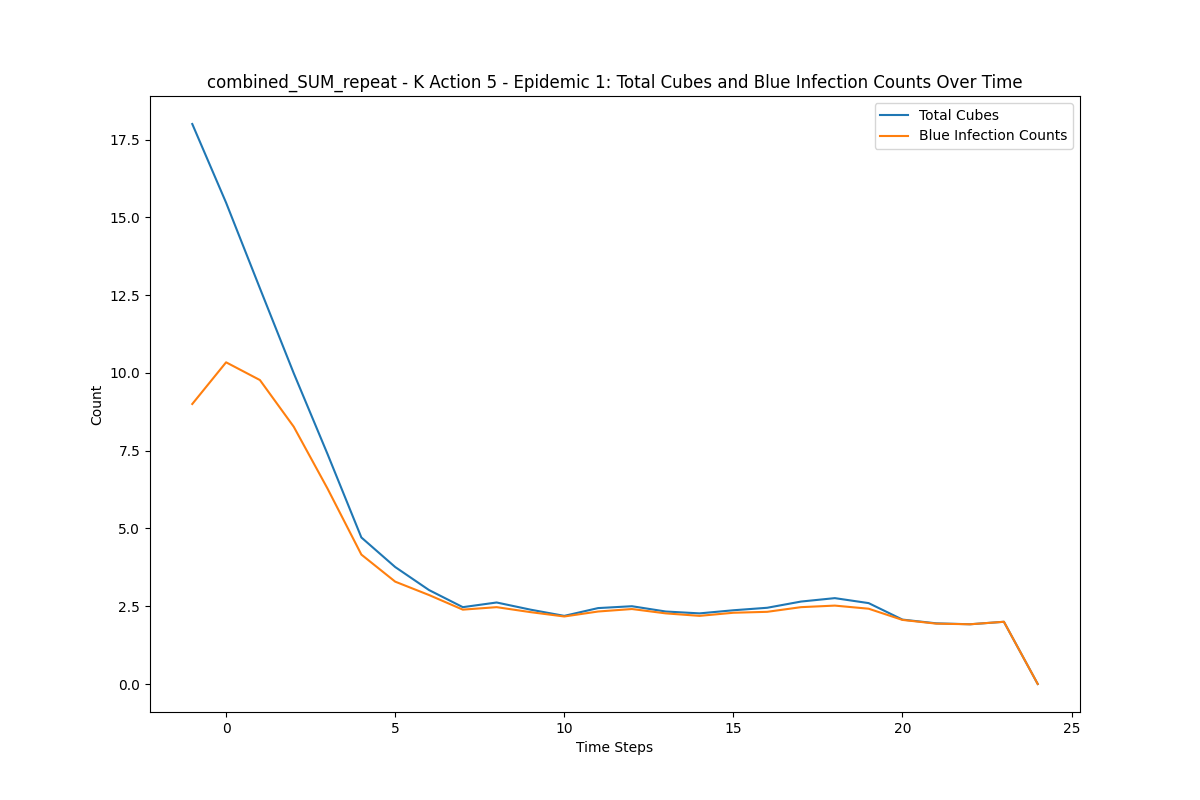 combined_SUM_repeat - K Action 5 - Epidemic 1: Total Cubes and Blue Infection Counts Over Time
Total Cubes
Blue Infection Counts
17.5
15.0
12.5
10.0
7.5
5.0
2.5
0.0
Count
0 5 10 15 20 25
Time Steps